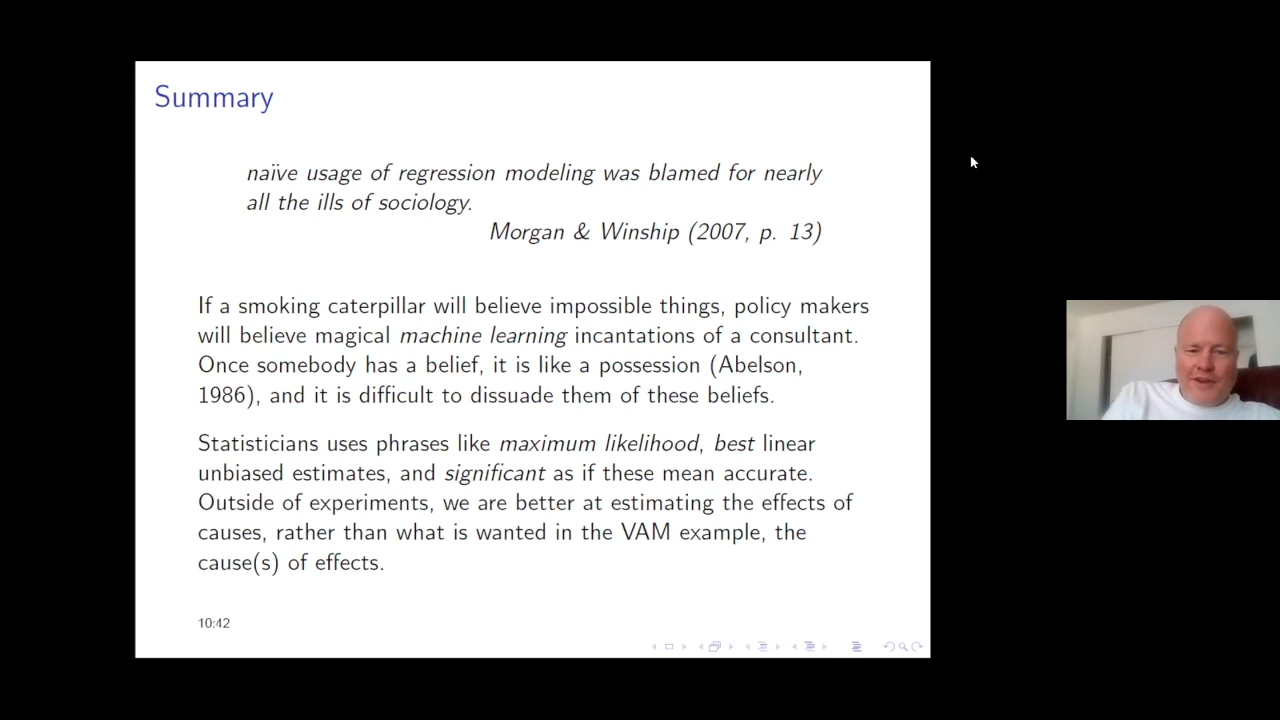 Summary
naïve usage of regression modeling was blamed for nearly
all the ills of sociology.
Morgan & Winship (2007, p. 13)
If a smoking caterpillar will believe impossible things, policy makers
will believe magical machine learning incantations of a consultant.
Once somebody has a belief, it is like a possession (Abelson,
1986), and it is difficult to dissuade them of these beliefs.
Statisticians uses phrases like maximum likelihood, best linear
unbiased estimates, and significant as if these mean accurate.
Outside of experiments, we are better at estimating the effects of
causes, rather than what is wanted in the VAM example, the
cause(s) of effects.
10:42